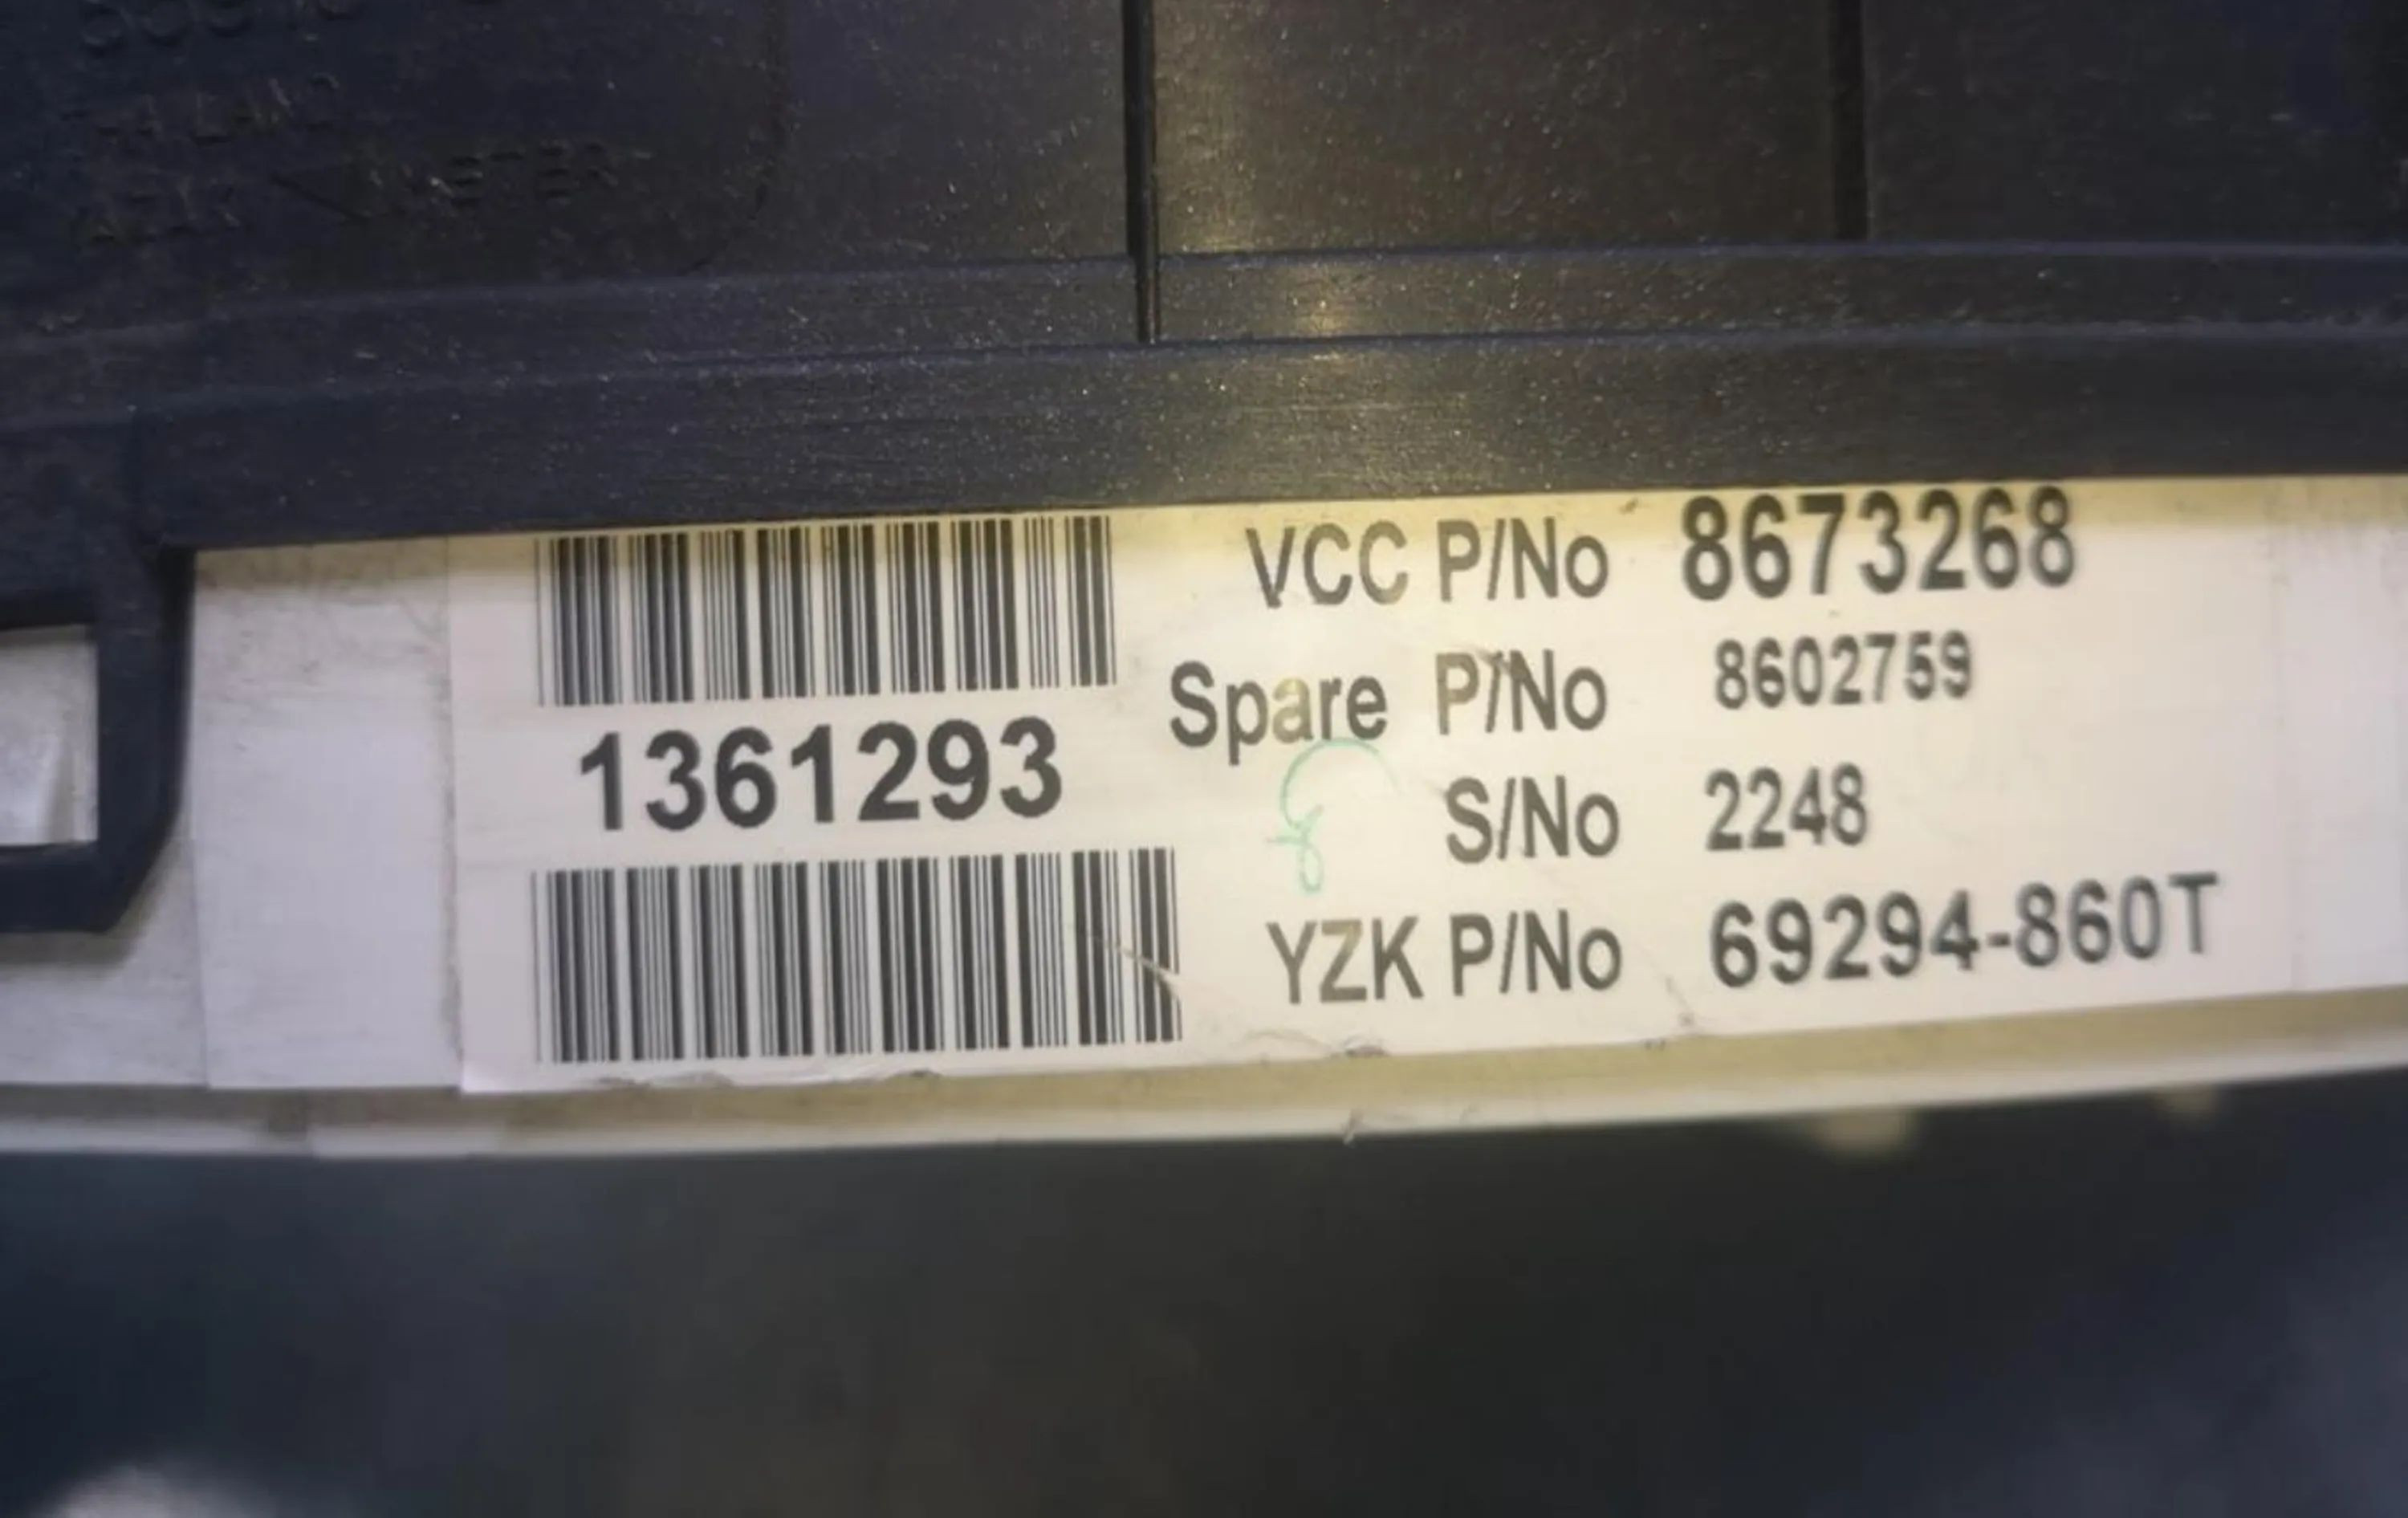 VCC P/No 8673268
Spare P/No 8602759
1361293
S/No 2248
YZK P/No 69294-860T